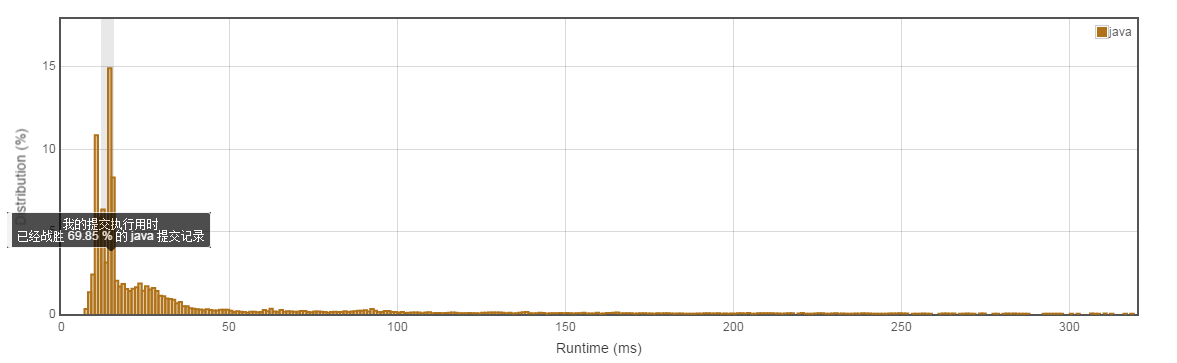 java
15
10
5
0
Distribution (%)
我的提交执行用时
已经战胜 69.85 % 的 java 提交记录
0 50 100 150 200 250 300
Runtime (ms)